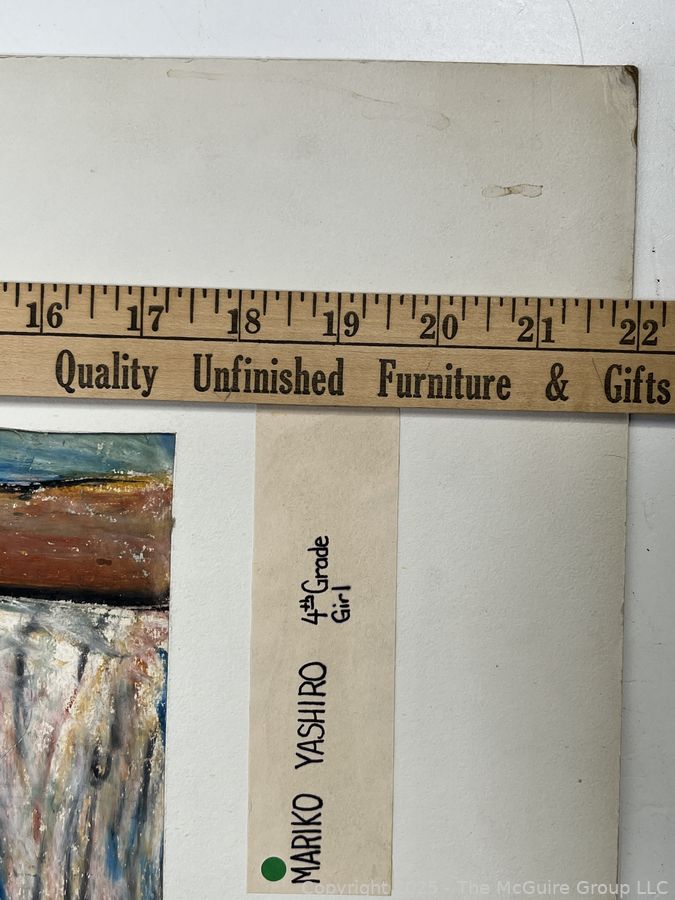 16 17 18 19 20 21 22
Quality Unfinished Furniture & Gifts
MARIKO YASHIRO 4th Grade
Girl
Copyright 2025 - The McGuire Group LLC